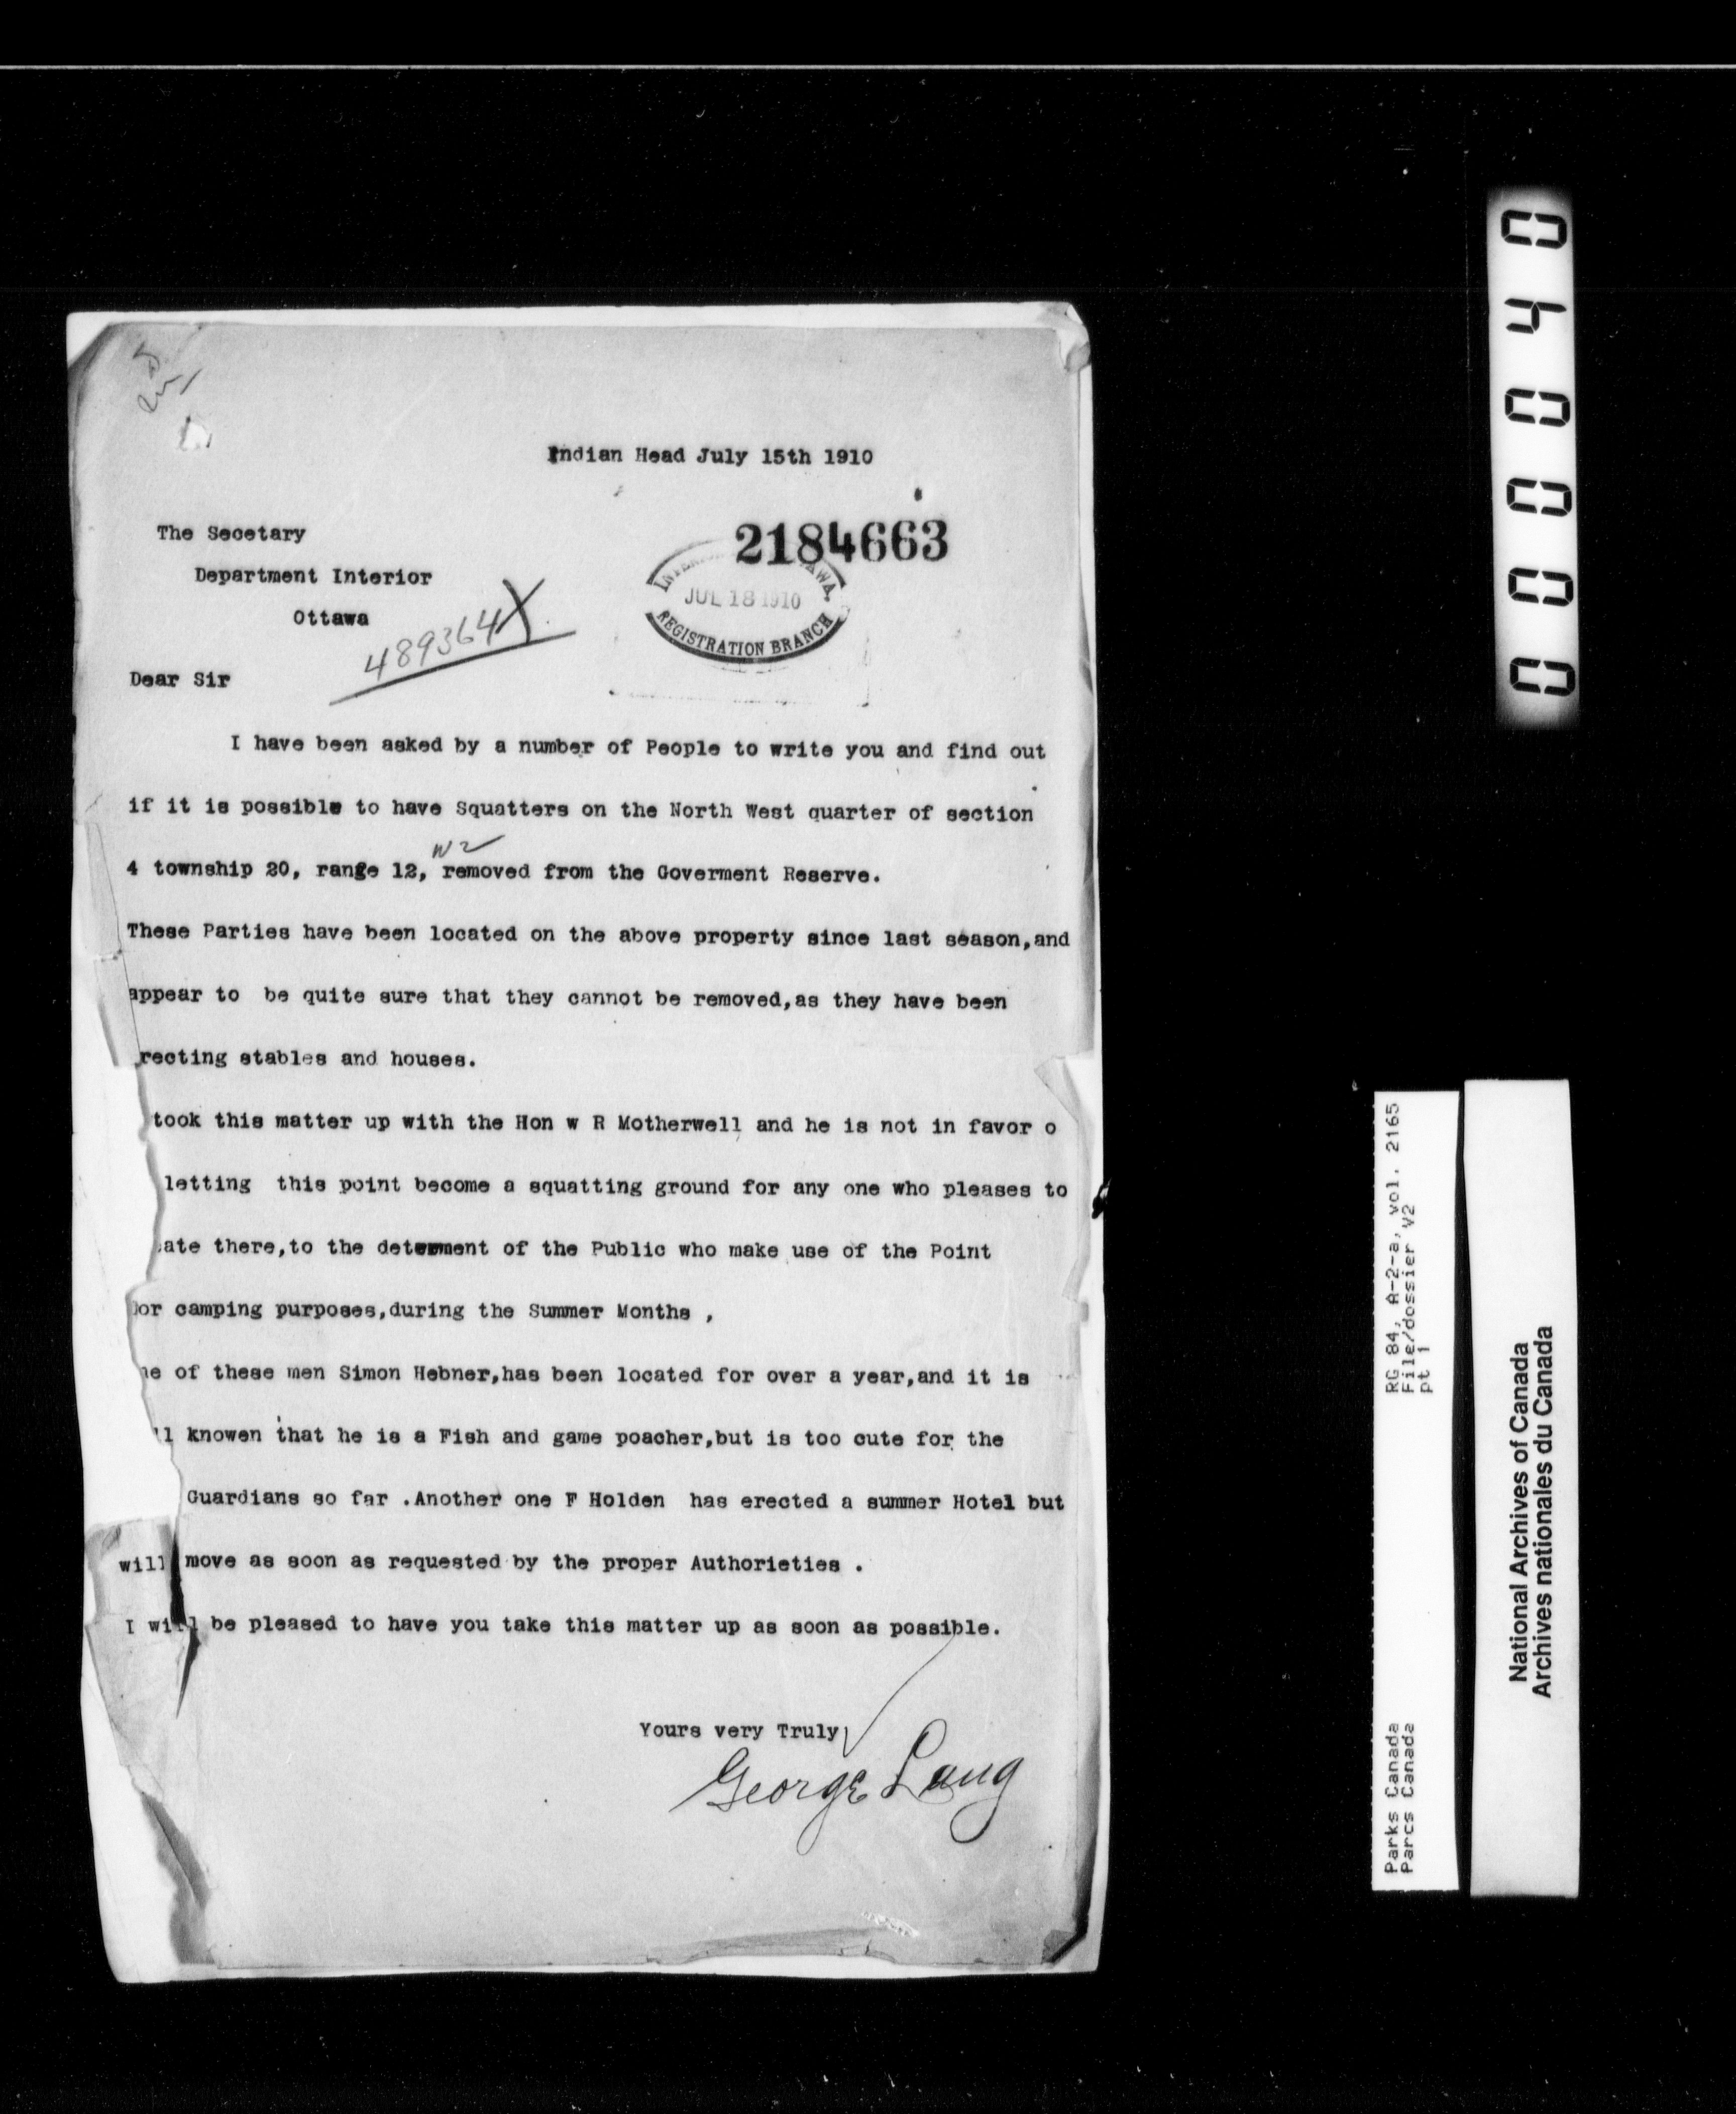 Indian Head July 15th 1910
2184663
The Secetary
Department Interior
Ottawa
489364 X
JUL 18 1910
REGISTRATION BRANCH
Dear Sir
I have been asked by a number of People to write you and find out
if it is possible to have Squatters on the North West quarter of section
W2
4 township 20, range 12, removed from the Goverment Reserve.
These Parties have been located on the above property since last season,and
appear to be quite sure that they cannot be removed,as they have been
recting stables and houses.
took this matter up with the Hon w R Motherwell and he is not in favor o
letting this point become a squatting ground for any one who pleases to
ate there,to the of the Public who make use of the Point
or camping purposes,during the Summer Months ,
ne of these men Simon Hebner,has been located for over a year,and it is
ll knowen that he is a Fish and game poacher,but is too cute for the
Guardians so far .Another one F Holden has erected a summer Hotel but
will move as soon as requested by the proper Authorieties .
I will be pleased to have you take this matter up as soon as possible.
Yours very Truly
George Lang
000040
RG 84, A-2-a, vol. 2165
File/dossier V2
pt 1
Parks Canada
Parcs Canada
National Archives of Canada
Archives nationales du Canada